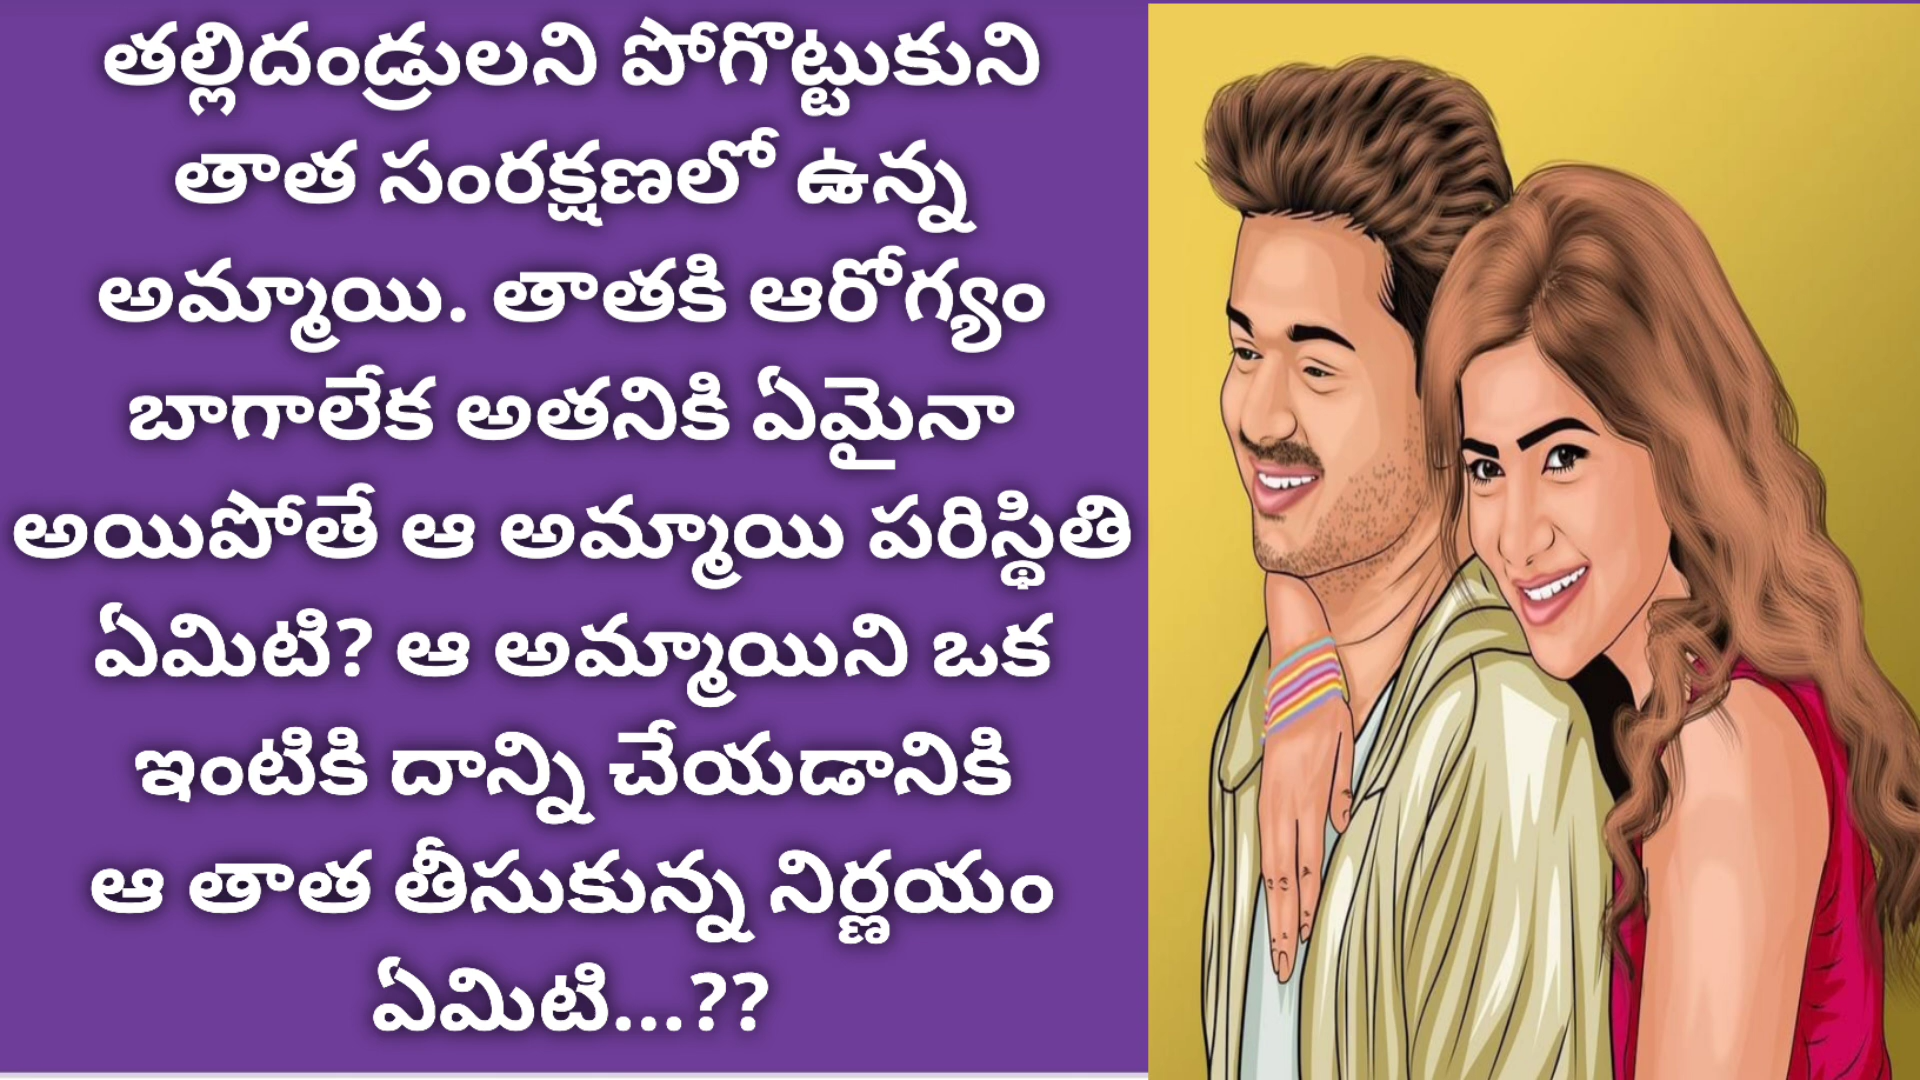 తల్లిదండ్రులని పోగొట్టుకుని
తాత సంరక్షణలో ఉన్న
అమ్మాయి. తాతకి ఆరోగ్యం
బాగాలేక అతనికి ఏమైనా
అయిపోతే ఆ అమ్మాయి పరిస్థితి
ఏమిటి? ఆ అమ్మాయిని ఒక
ఇంటికి దాన్ని చేయడానికి
ఆ తాత తీసుకున్న నిర్ణయం
ఏమిటి...??